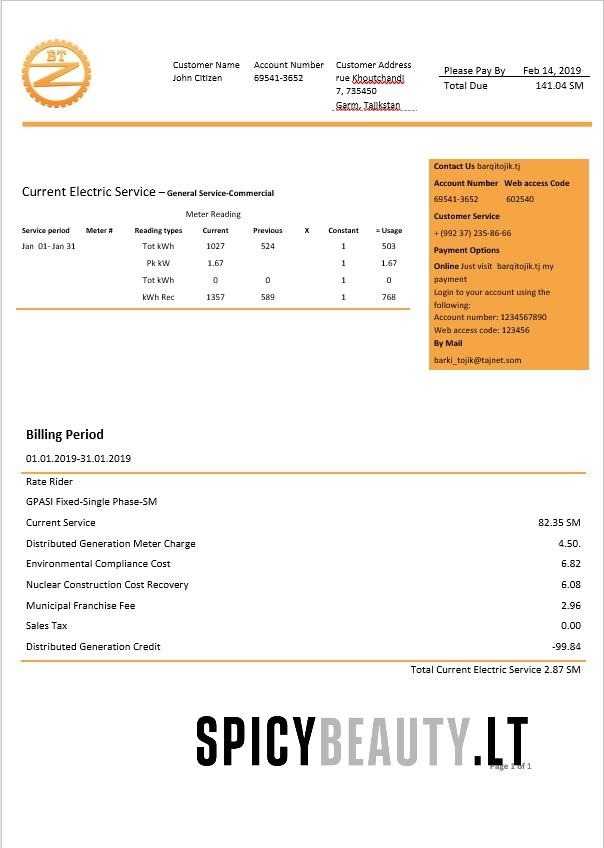 BT
Customer Name Account Number Customer Address
John Citizen 69541-3652 rue Khoutchandi
7, 735450
Garm, Tajikstan
Please Pay By Feb 14, 2019
Total Due 141.04 SM
Current Electric Service – General Service-Commercial
Meter Reading
Service period Meter # Reading types Current Previous X Constant = Usage
Jan 01- Jan 31 Tot kWh 1027 524 1 503
Pk kW 1.67 1 1.67
Tot kWh 0 0 1 0
kWh Rec 1357 589 1 768
Contact Us barqitojik.tj
Account Number Web access Code
69541-3652 602540
Customer Service
+ (992 37) 235-86-66
Payment Options
Online Just visit barqitojik.tj my
payment
Login to your account using the
following:
Account number: 1234567890
Web access code: 123456
By Mail
barki_tojik@tajnet.som
Billing Period
01.01.2019-31.01.2019
Rate Rider
GPASI Fixed-Single Phase-SM
Current Service 82.35 SM
Distributed Generation Meter Charge 4.50.
Environmental Compliance Cost 6.82
Nuclear Construction Cost Recovery 6.08
Municipal Franchise Fee 2.96
Sales Tax 0.00
Distributed Generation Credit -99.84
Total Current Electric Service 2.87 SM
SPICYBEAUTY.LT
Page 1 of 1